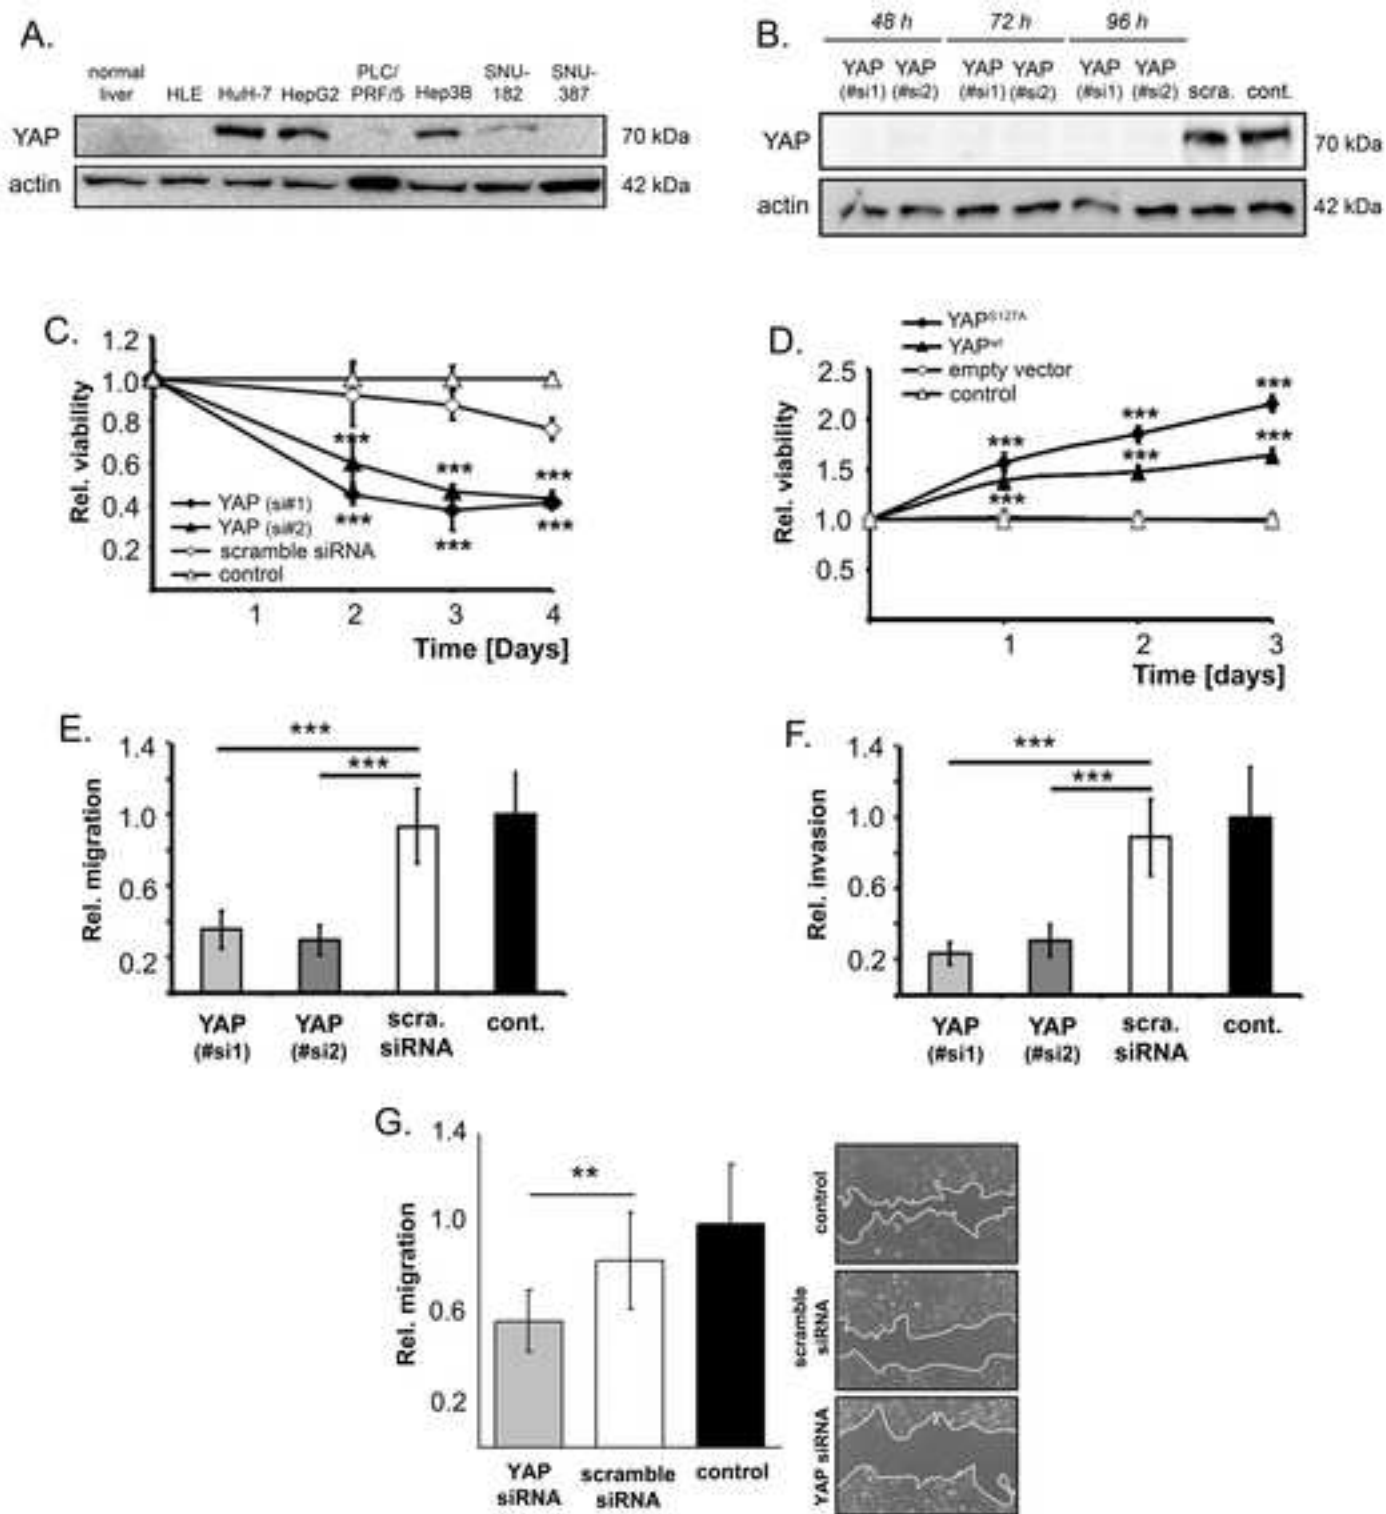 A.
normal liver HLE HuH-7 HepG2 PLC/ PRF/5 Hep3B SNU- 182 SNU- 387
YAP 70 kDa
actin 42 kDa
B.
48 h 72 h 96 h
YAP YAP YAP YAP YAP YAP
(#si1) (#si2) (#si1) (#si2) (#si1) (#si2) scra. cont.
YAP 70 kDa
actin 42 kDa
C.
Rel. viability
1.2
1.0
0.8
0.6
0.4
0.2
***
***
***
***
***
***
YAP (si#1)
YAP (si#2)
scramble siRNA
control
1 2 3 4
Time [Days]
D.
YAP^S127A
YAP^wt
empty vector
control
Rel. viability
2.5
2.0
1.5
1.0
0.5
***
***
***
***
***
***
1 2 3
Time [days]
E.
Rel. migration
1.4
1.0
0.6
0.2
***
***
YAP (#si1) YAP (#si2) scra. siRNA cont.
F.
Rel. invasion
1.4
1.0
0.6
0.2
***
***
YAP (#si1) YAP (#si2) scra. siRNA cont.
G.
Rel. migration
1.4
1.0
0.6
0.2
**
YAP siRNA scramble siRNA control
control
scramble siRNA
YAP siRNA